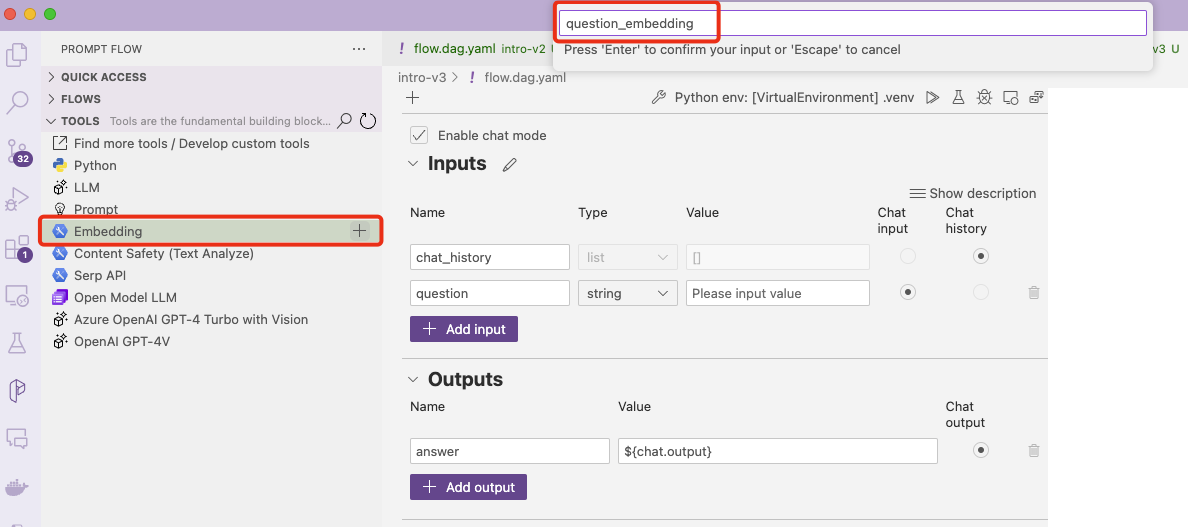 question_embedding
Press 'Enter' to confirm your input or 'Escape' to cancel
PROMPT FLOW
QUICK ACCESS
FLOWS
TOOLS Tools are the fundamental building block...
Find more tools / Develop custom tools
Python
LLM
Prompt
Embedding
Content Safety (Text Analyze)
Serp API
Open Model LLM
Azure OpenAI GPT-4 Turbo with Vision
OpenAI GPT-4V
32
1
! flow.dag.yaml intro-v2 U
v3 U
intro-v3 > ! flow.dag.yaml
Python env: [VirtualEnvironment] .venv
Enable chat mode
Inputs
Show description
Name Type Value Chat input Chat history
chat_history list []
question string Please input value
Add input
Outputs
Name Value Chat output
answer ${chat.output}
Add output